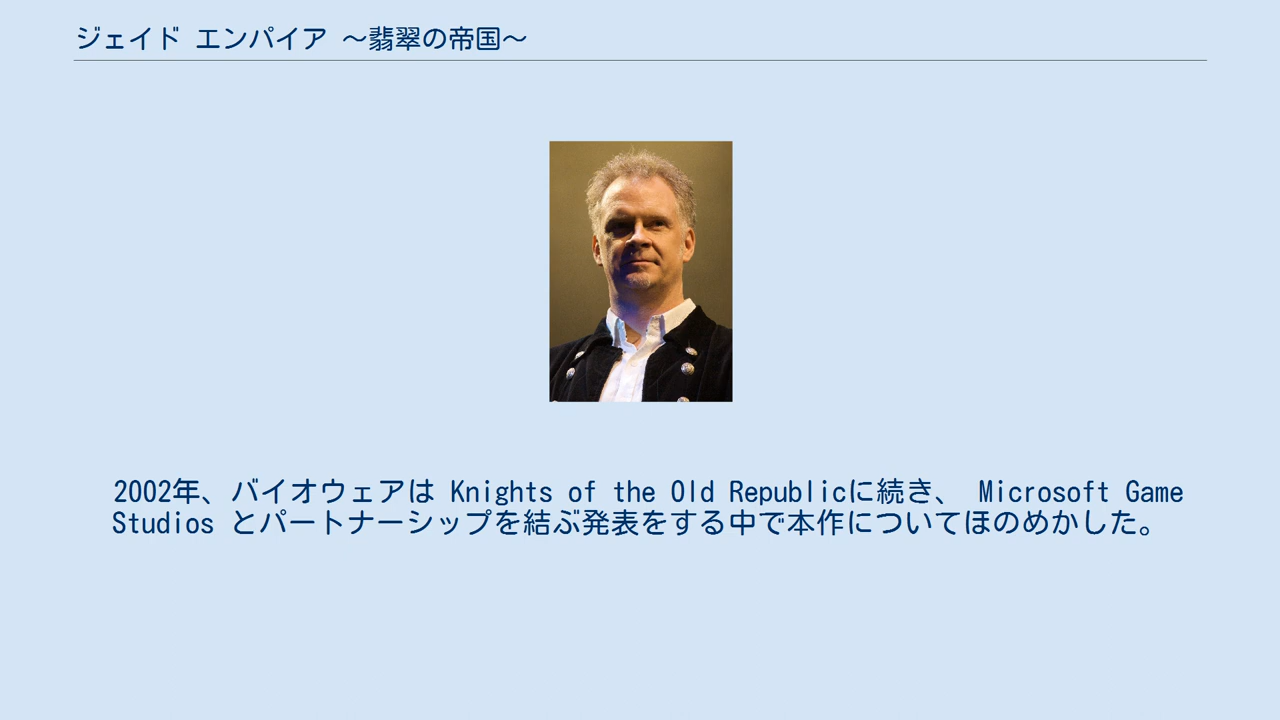 ジェイド エンパイア ～翡翠の帝国～
2002年、バイオウェアは Knights of the Old Republicに続き、 Microsoft Game
Studios とパートナーシップを結ぶ発表をする中で本作についてほのめかした。